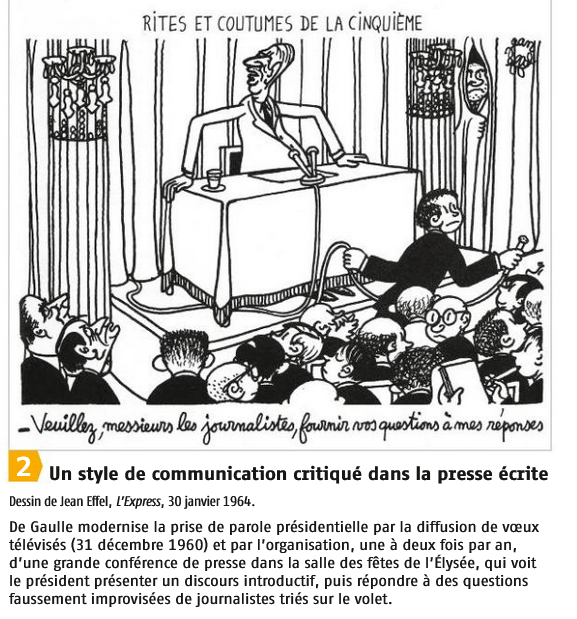 RITES ET COUTUMES DE LA CINQUIÈME
jean
effel
– Veuillez, messieurs les journalistes, fournir vos questions à mes réponses
2 Un style de communication critiqué dans la presse écrite
Dessin de Jean Effel, L'Express, 30 janvier 1964.
De Gaulle modernise la prise de parole présidentielle par la diffusion de vœux
télévisés (31 décembre 1960) et par l'organisation, une à deux fois par an,
d'une grande conférence de presse dans la salle des fêtes de l'Élysée, qui voit
le président présenter un discours introductif, puis répondre à des questions
faussement improvisées de journalistes triés sur le volet.